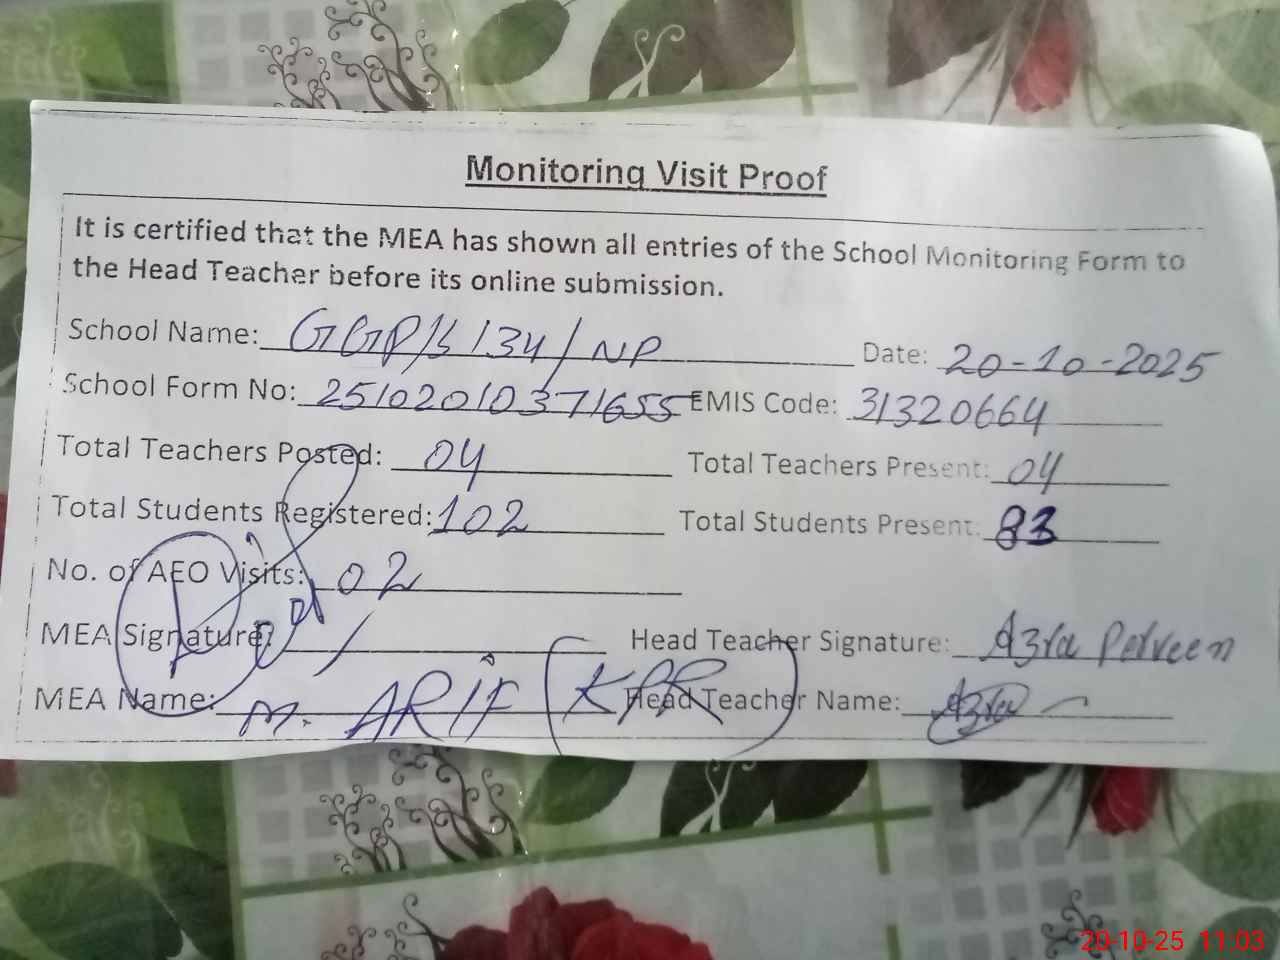 Monitoring Visit Proof
It is certified that the MEA has shown all entries of the School Monitoring Form to
the Head Teacher before its online submission.
School Name: GGP/S 134/NP Date: 20-10-2025
School Form No: 25102010371655 EMIS Code: 31320664
Total Teachers Posted: 04 Total Teachers Present: 04
Total Students Registered: 102 Total Students Present: 83
No. of AEO Visits: 02
MEA Signature: Head Teacher Signature: Azra Perveen
MEA Name: M. ARIF KPR Head Teacher Name: Azra
20-10-25 11:03